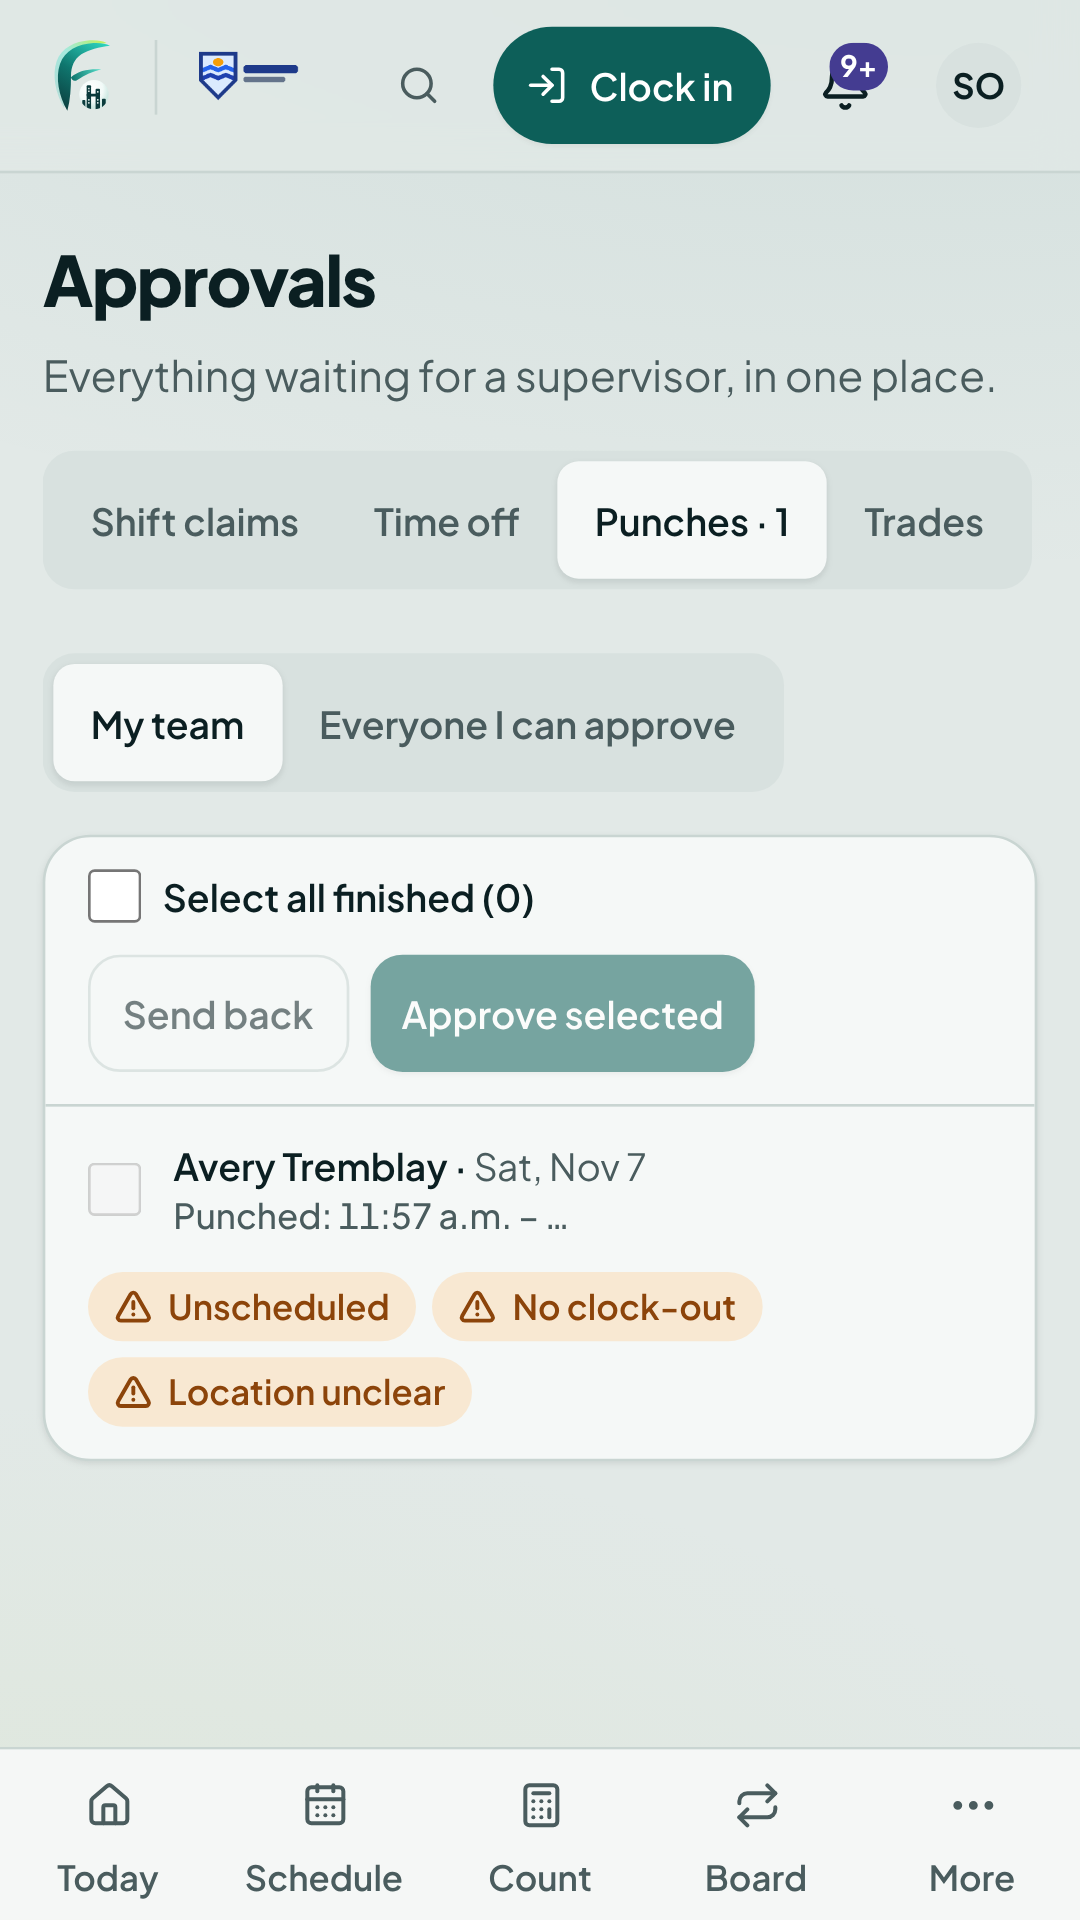 Clock in
9+
SO
Approvals
Everything waiting for a supervisor, in one place.
Shift claims Time off Punches · 1 Trades
My team Everyone I can approve
Select all finished (0)
Send back Approve selected
Avery Tremblay · Sat, Nov 7
Punched: 11:57 a.m. – ...
Unscheduled No clock-out
Location unclear
Today Schedule Count Board More